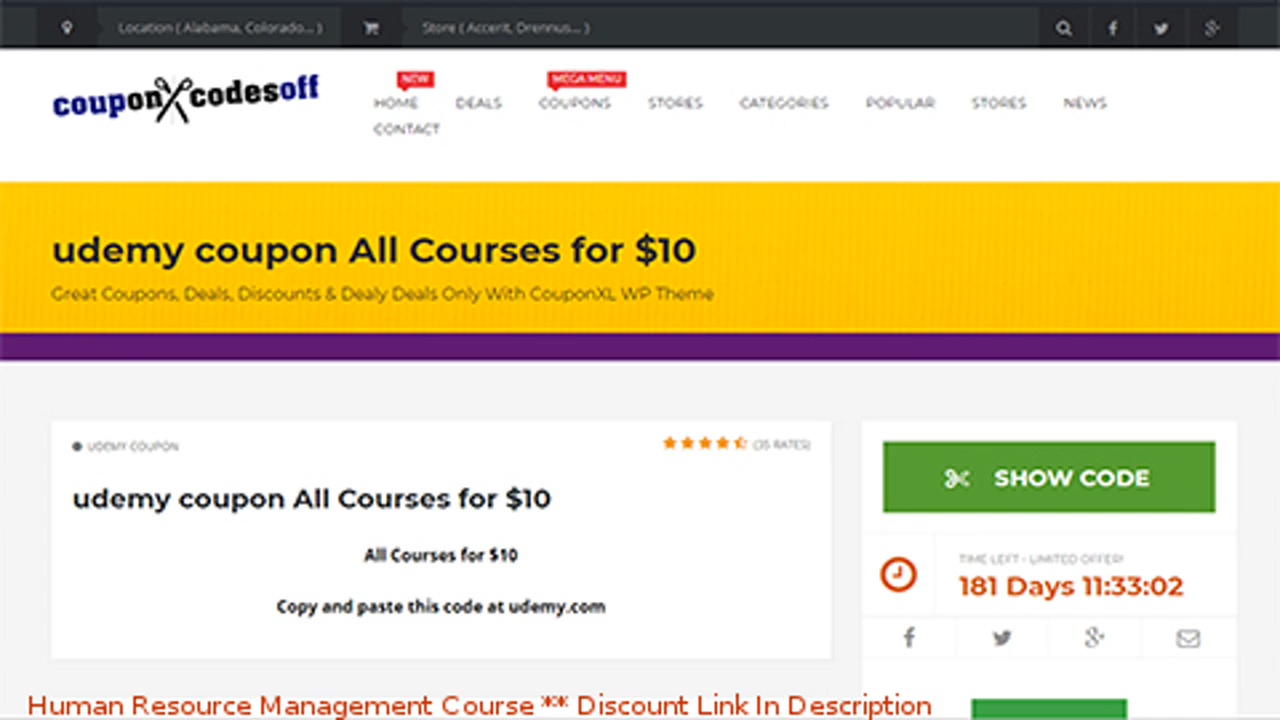 Location ( Alabama, Colorado... ) Store ( Accent, Drennus... )
NEW MEGA MENU
couponXcodesoff
HOME DEALS COUPONS STORES CATEGORIES POPULAR STORES NEWS
CONTACT
udemy coupon All Courses for $10
Great Coupons, Deals, Discounts & Dealy Deals Only With CouponXL WP Theme
UDEMY COUPON (35 RATES)
udemy coupon All Courses for $10
All Courses for $10
Copy and paste this code at udemy.com
SHOW CODE
TIME LEFT - LIMITED OFFER!
181 Days 11:33:02
Human Resource Management Course ** Discount Link In Description